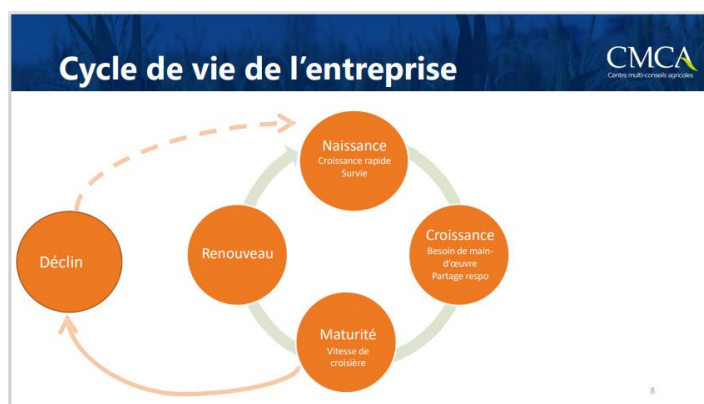 Cycle de vie de l'entreprise
CMCA
Centre multi-conseils agricoles
Naissance
Croissance rapide
Survie
Croissance
Besoin de main-
d'œuvre
Partage respo
Maturité
Vitesse de
croisière
Renouveau
Déclin
8